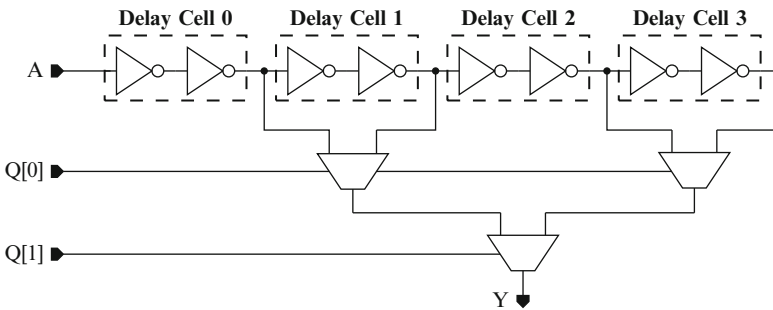 Delay Cell 0 Delay Cell 1 Delay Cell 2 Delay Cell 3
A
Q[0]
Q[1]
Y